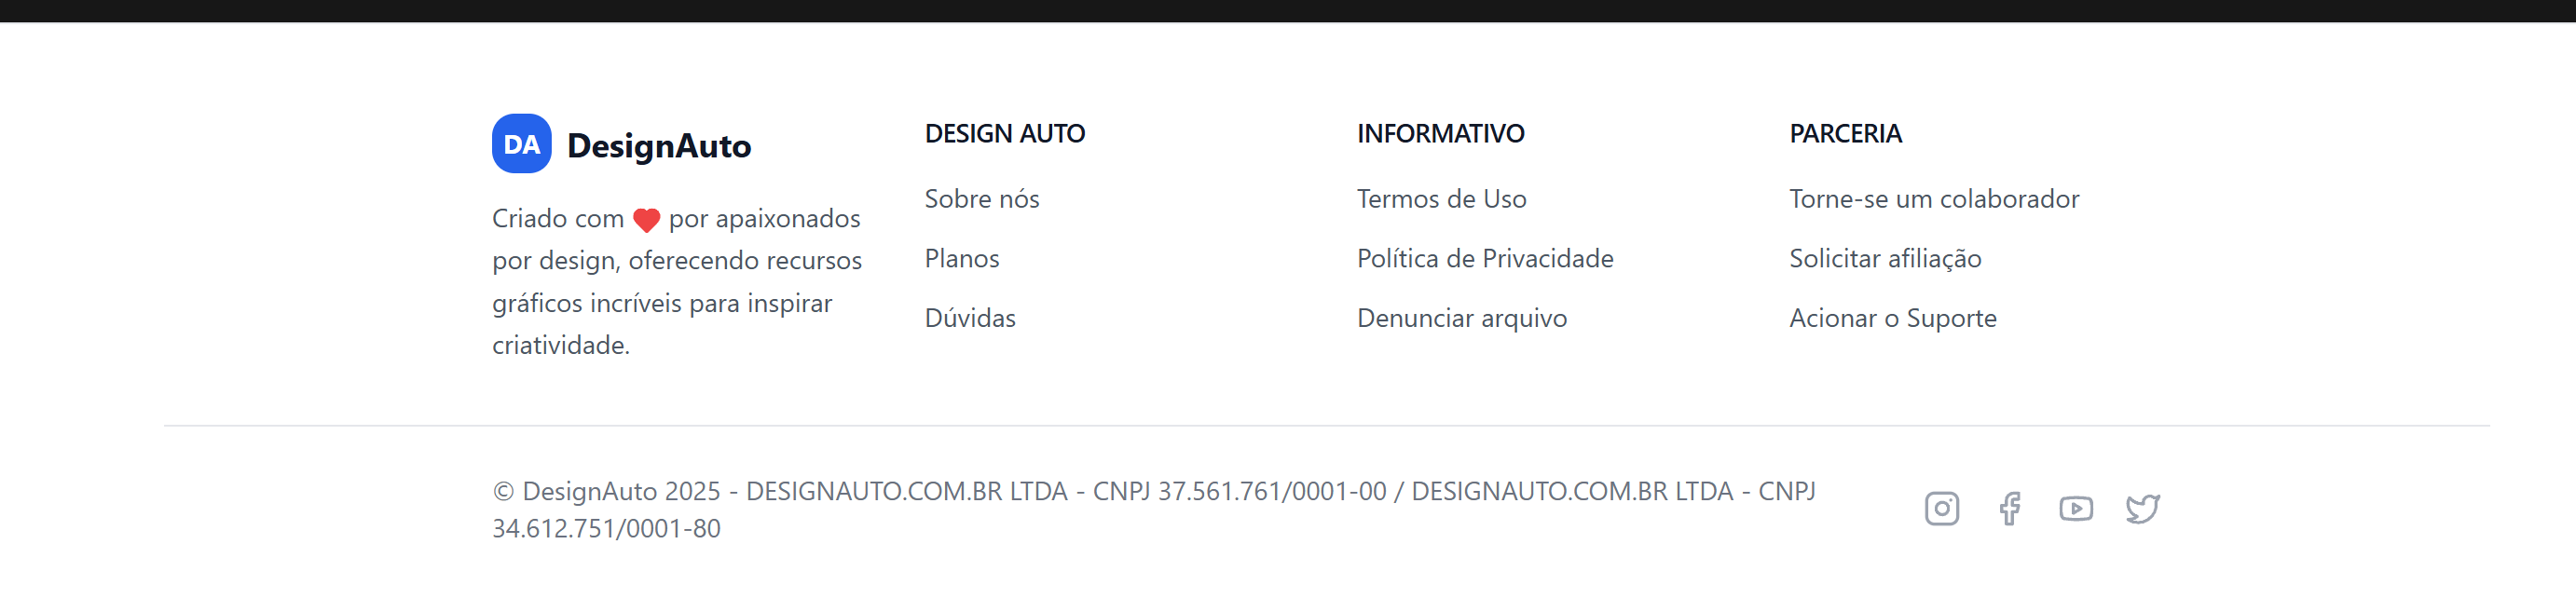 DA DesignAuto
Criado com ❤ por apaixonados
por design, oferecendo recursos
gráficos incríveis para inspirar
criatividade.
DESIGN AUTO
Sobre nós
Planos
Dúvidas
INFORMATIVO
Termos de Uso
Política de Privacidade
Denunciar arquivo
PARCERIA
Torne-se um colaborador
Solicitar afiliação
Acionar o Suporte
© DesignAuto 2025 - DESIGNAUTO.COM.BR LTDA - CNPJ 37.561.761/0001-00 / DESIGNAUTO.COM.BR LTDA - CNPJ
34.612.751/0001-80